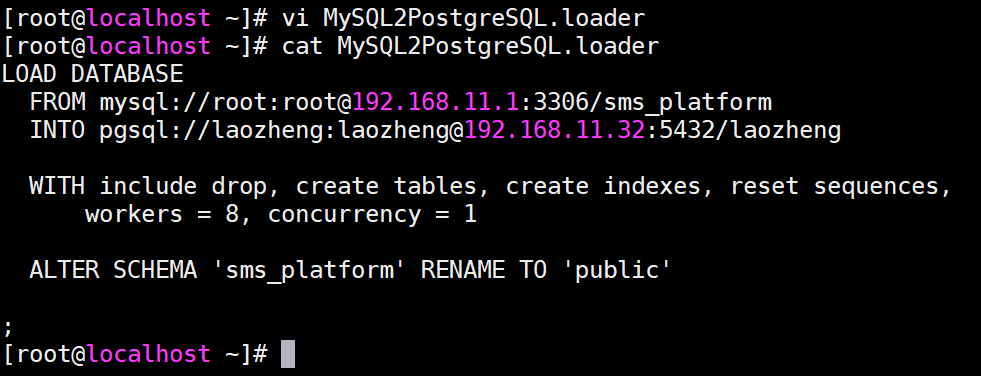 [root@localhost ~]# vi MySQL2PostgreSQL.loader
[root@localhost ~]# cat MySQL2PostgreSQL.loader
LOAD DATABASE
  FROM mysql://root:root@192.168.11.1:3306/sms_platform
  INTO pgsql://laozheng:laozheng@192.168.11.32:5432/laozheng
  WITH include drop, create tables, create indexes, reset sequences,
      workers = 8, concurrency = 1
  ALTER SCHEMA 'sms_platform' RENAME TO 'public'
;
[root@localhost ~]#